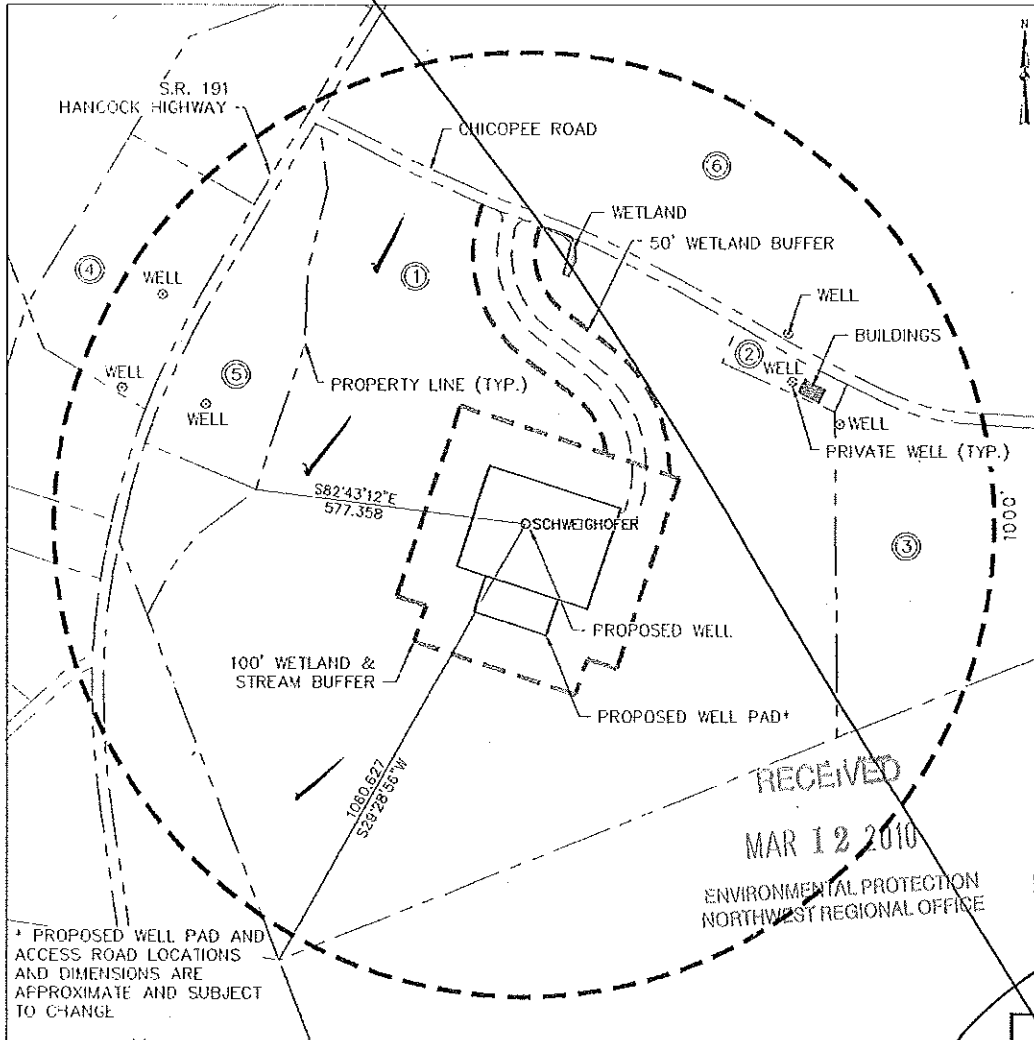 N
S.R. 191
HANCOCK HIGHWAY
CHICOPEE ROAD
6
WETLAND
50' WETLAND BUFFER
4
WELL
1
WELL
BUILDINGS
2
WELL
WELL
5
WELL
PROPERTY LINE (TYP.)
WELL
PRIVATE WELL (TYP.)
S82°43'12"E
577.358
SCHWEIGHOFER
1000'
3
PROPOSED WELL
100' WETLAND &
STREAM BUFFER
PROPOSED WELL PAD*
1060.627
S29°28'56"W
RECEIVED
MAR 12 2010
ENVIRONMENTAL PROTECTION
NORTHWEST REGIONAL OFFICE
* PROPOSED WELL PAD AND
ACCESS ROAD LOCATIONS
AND DIMENSIONS ARE
APPROXIMATE AND SUBJECT
TO CHANGE